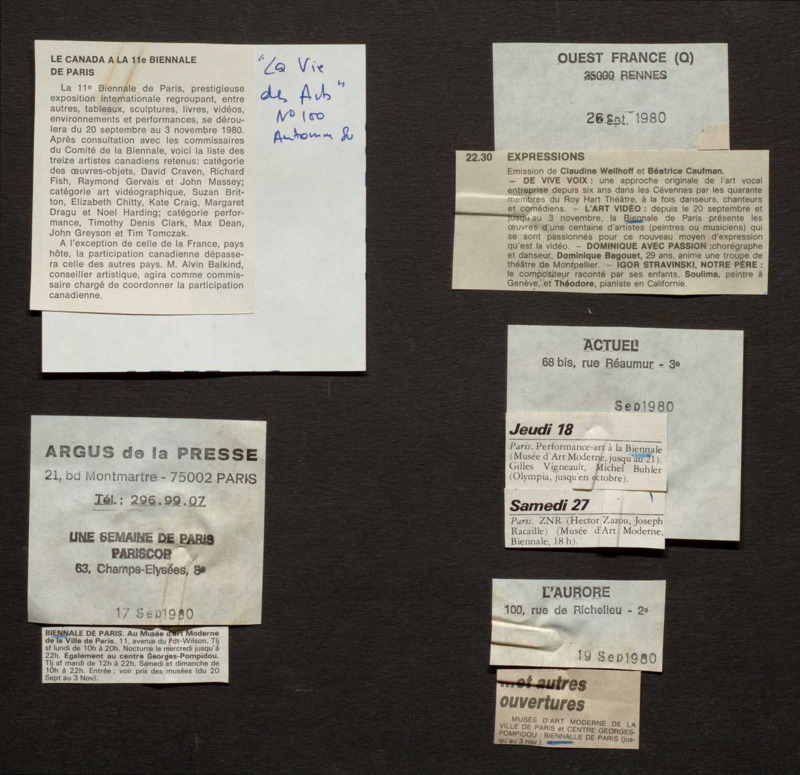 LE CANADA A LA 11e BIENNALE
DE PARIS
La 11e Biennale de Paris, prestigieuse
exposition internationale regroupant, entre
autres, tableaux, sculptures, livres, vidéos,
environnements et performances, se dérou-
lera du 20 septembre au 3 novembre 1980.
Après consultation avec les commissaires
du Comité de la Biennale, voici la liste des
treize artistes canadiens retenus: catégorie
des œuvres-objets, David Craven, Richard
Fish, Raymond Gervais et John Massey;
catégorie art vidéographique, Suzan Brit-
ton, Elizabeth Chitty, Kate Craig, Margaret
Dragu et Noel Harding; catégorie perfor-
mance, Timothy Denis Clark, Max Dean,
John Greyson et Tim Tomczak.
A l'exception de celle de la France, pays
hôte, la participation canadienne dépasse-
ra celle des autres pays. M. Alvin Balkind,
conseiller artistique, agira comme commis-
saire chargé de coordonner la participation
canadienne.
"La Vie
des Arts"
N° 100
Automne 80
ARGUS de la PRESSE
21, bd Montmartre - 75002 PARIS
Tél.: 296.99.07
UNE SEMAINE DE PARIS
PARISCOP
63, Champs-Elysées, 8e
17 Sep1980
BIENNALE DE PARIS. Au Musée d'art Moderne
de la Ville de Paris. 11, avenue du Pdt-Wilson. Tlj
sf lundi de 10h à 20h. Nocturne le mercredi jusqu'à
22h. Egalement au centre Georges-Pompidou.
Tlj sf mardi de 12h à 22h. Samedi et dimanche de
10h à 22h. Entrée : voir prix des musées (du 20
Sept au 3 Nov).
OUEST FRANCE (Q)
35000 RENNES
26 Spt. 1980
22.30 EXPRESSIONS
Emission de Claudine Wellhoff et Béatrice Caufman.
— DE VIVE VOIX : une approche originale de l'art vocal
entreprise depuis six ans dans les Cévennes par les quarante
membres du Roy Hart Théâtre, à la fois danseurs, chanteurs
et comédiens. — L'ART VIDÉO : depuis le 20 septembre et
jusqu'au 3 novembre, la Biennale de Paris présente les
œuvres d'une centaine d'artistes (peintres ou musiciens) qui
se sont passionnés pour ce nouveau moyen d'expression
qu'est la vidéo. — DOMINIQUE AVEC PASSION : chorégraphe
et danseur, Dominique Bagouet, 29 ans, anime une troupe de
théâtre de Montpellier. — IGOR STRAVINSKI, NOTRE PÈRE :
le compositeur raconté par ses enfants, Soulima, peintre à
Genève, et Théodore, pianiste en Californie.
ACTUEL
68 bis, rue Réaumur - 3e
Sep1980
Jeudi 18
Paris. Performance-art à la Biennale
(Musée d'Art Moderne, jusqu'au 21).
Gilles Vigneault, Michel Buhler
(Olympia, jusqu'en octobre).
Samedi 27
Paris. ZNR (Hector Zazou, Joseph
Racaille) (Musée d'Art Moderne,
Biennale, 18 h).
L'AURORE
100, rue de Richelieu - 2e
19 Sep1980
...et autres
ouvertures
MUSÉE D'ART MODERNE DE LA
VILLE DE PARIS et CENTRE GEORGES-
POMPIDOU : BIENNALLE DE PARIS (jus-
qu'au 3 nov.).